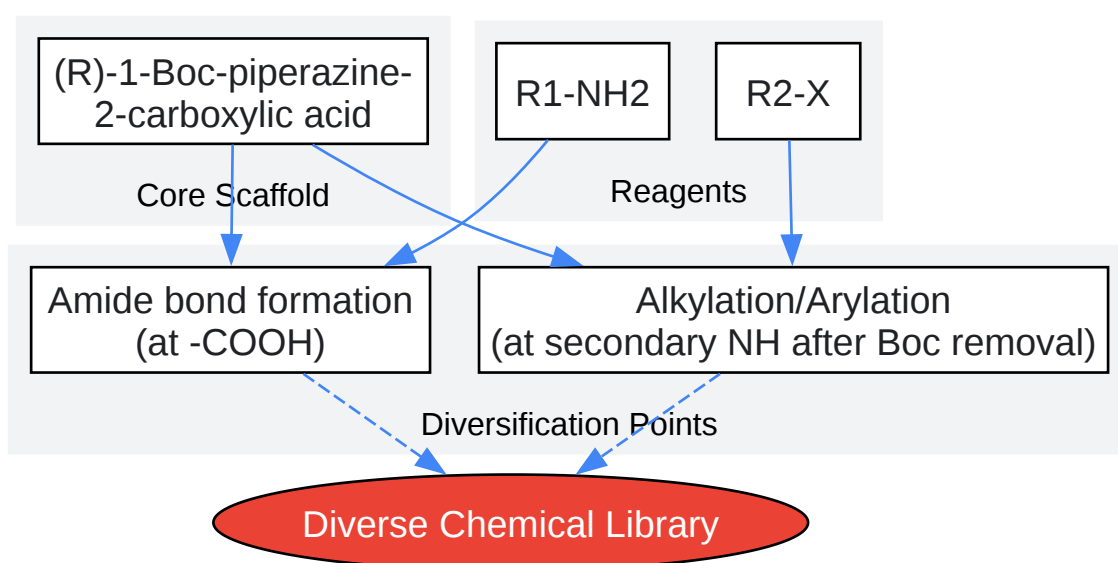 (R)-1-Boc-piperazine-
2-carboxylic acid
R1-NH2
R2-X
Core Scaffold
Reagents
Amide bond formation
(at -COOH)
Alkylation/Arylation
(at secondary NH after Boc removal)
Diversification Points
Diverse Chemical Library